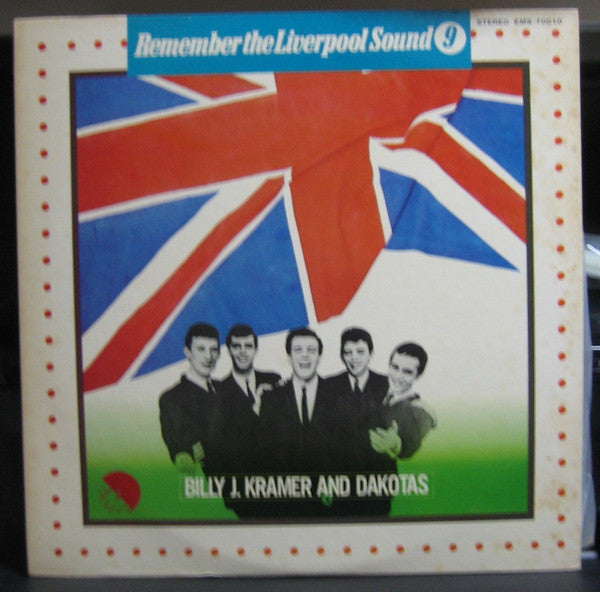 Remember the Liverpool Sound 9
STEREO EMS-70010
BILLY J. KRAMER AND DAKOTAS